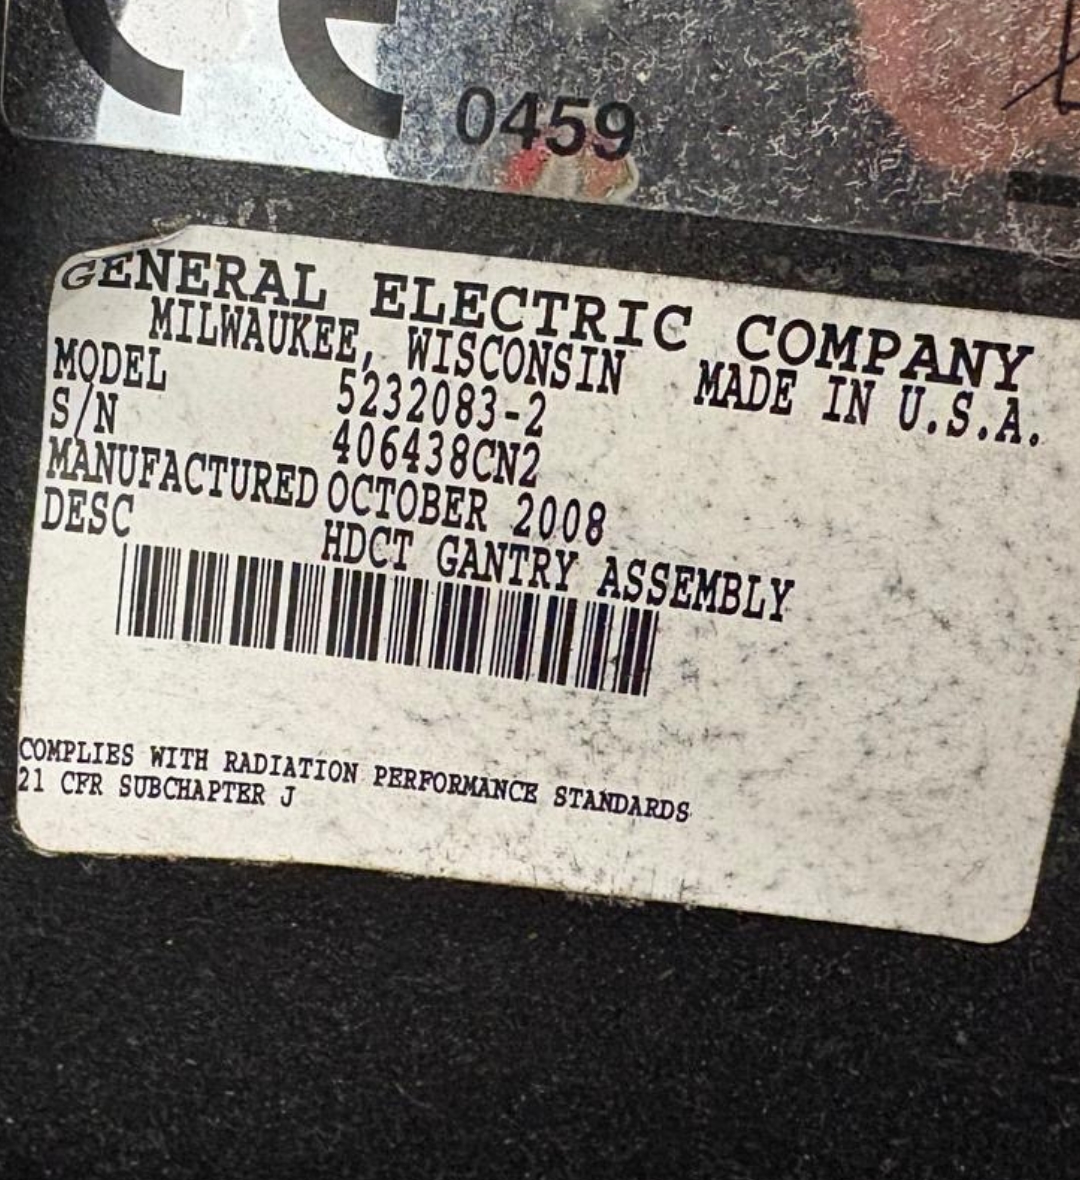 CE 0459
GENERAL ELECTRIC COMPANY
MILWAUKEE, WISCONSIN MADE IN U.S.A.
MODEL 5232083-2
S/N 406438CN2
MANUFACTURED OCTOBER 2008
DESC HDCT GANTRY ASSEMBLY
COMPLIES WITH RADIATION PERFORMANCE STANDARDS
21 CFR SUBCHAPTER J